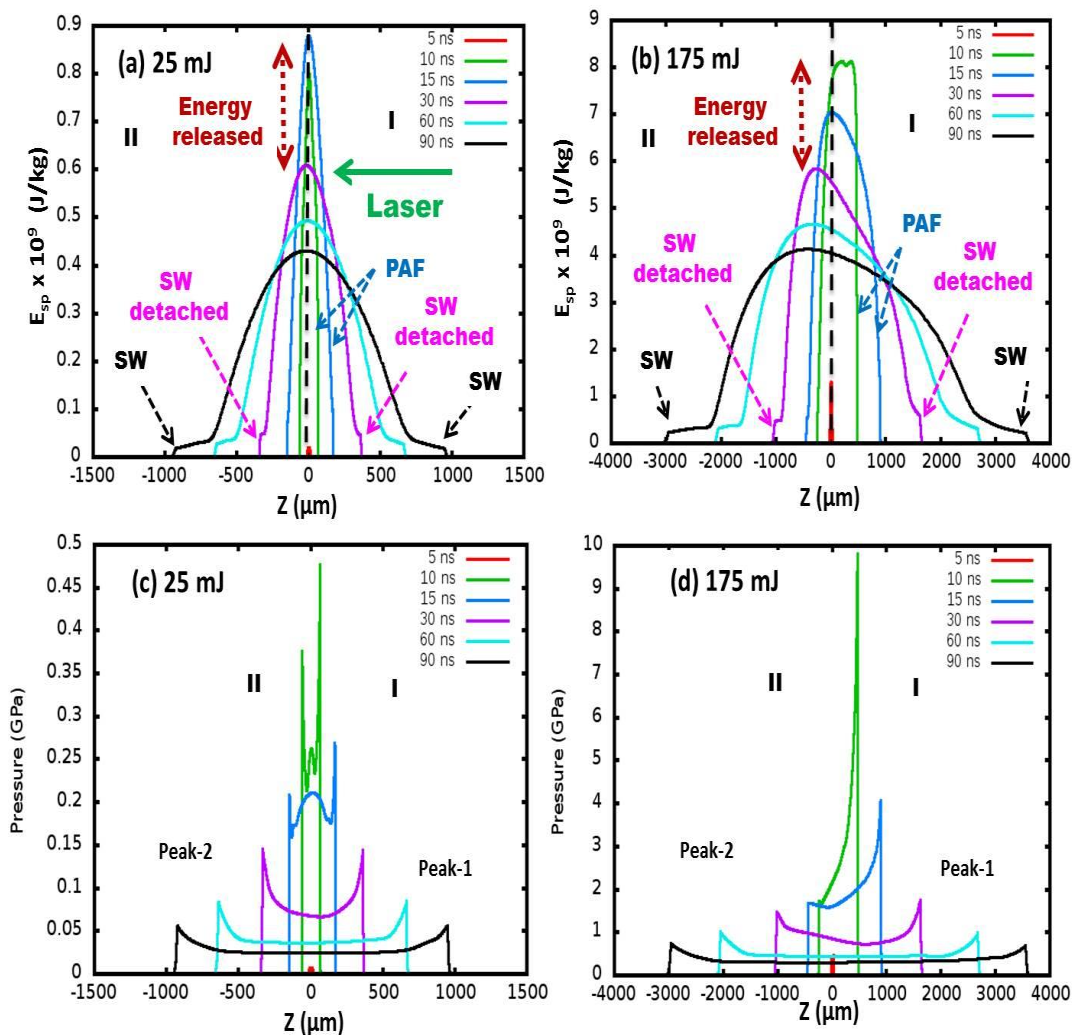 (a) 25 mJ
Energy
released
II
I
Laser
PAF
SW
detached
SW
detached
SW
SW
5 ns
10 ns
15 ns
30 ns
60 ns
90 ns
E_sp x 10⁹ (J/kg)
0.9
0.8
0.7
0.6
0.5
0.4
0.3
0.2
0.1
0
-1500 -1000 -500 0 500 1000 1500
Z (μm)
(b) 175 mJ
Energy
released
II
I
PAF
SW
detached
SW
detached
SW
SW
5 ns
10 ns
15 ns
30 ns
60 ns
90 ns
E_sp x 10⁹ (J/kg)
9
8
7
6
5
4
3
2
1
0
-4000 -3000 -2000 -1000 0 1000 2000 3000 4000
Z (μm)
(c) 25 mJ
II
I
Peak-2
Peak-1
5 ns
10 ns
15 ns
30 ns
60 ns
90 ns
Pressure (GPa)
0.5
0.45
0.4
0.35
0.3
0.25
0.2
0.15
0.1
0.05
0
-1500 -1000 -500 0 500 1000 1500
Z (μm)
(d) 175 mJ
II
I
Peak-2
Peak-1
5 ns
10 ns
15 ns
30 ns
60 ns
90 ns
Pressure (GPa)
10
9
8
7
6
5
4
3
2
1
0
-4000 -3000 -2000 -1000 0 1000 2000 3000 4000
Z (μm)